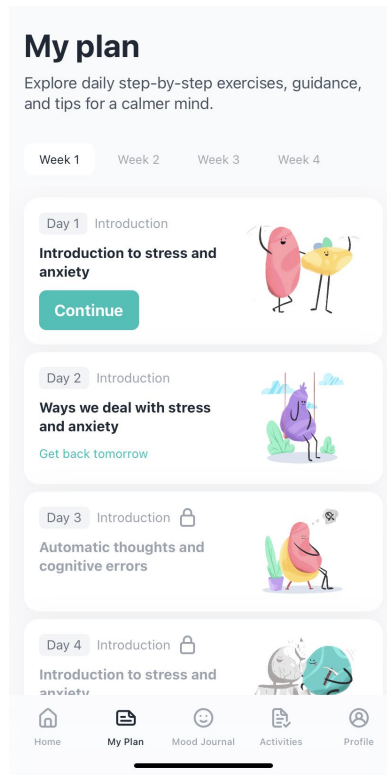 My plan
Explore daily step-by-step exercises, guidance,
and tips for a calmer mind.
Week 1 Week 2 Week 3 Week 4
Day 1 Introduction
Introduction to stress and
anxiety
Continue
Day 2 Introduction
Ways we deal with stress
and anxiety
Get back tomorrow
Day 3 Introduction
Automatic thoughts and
cognitive errors
Day 4 Introduction
Introduction to stress and
anxiety
Home My Plan Mood Journal Activities Profile